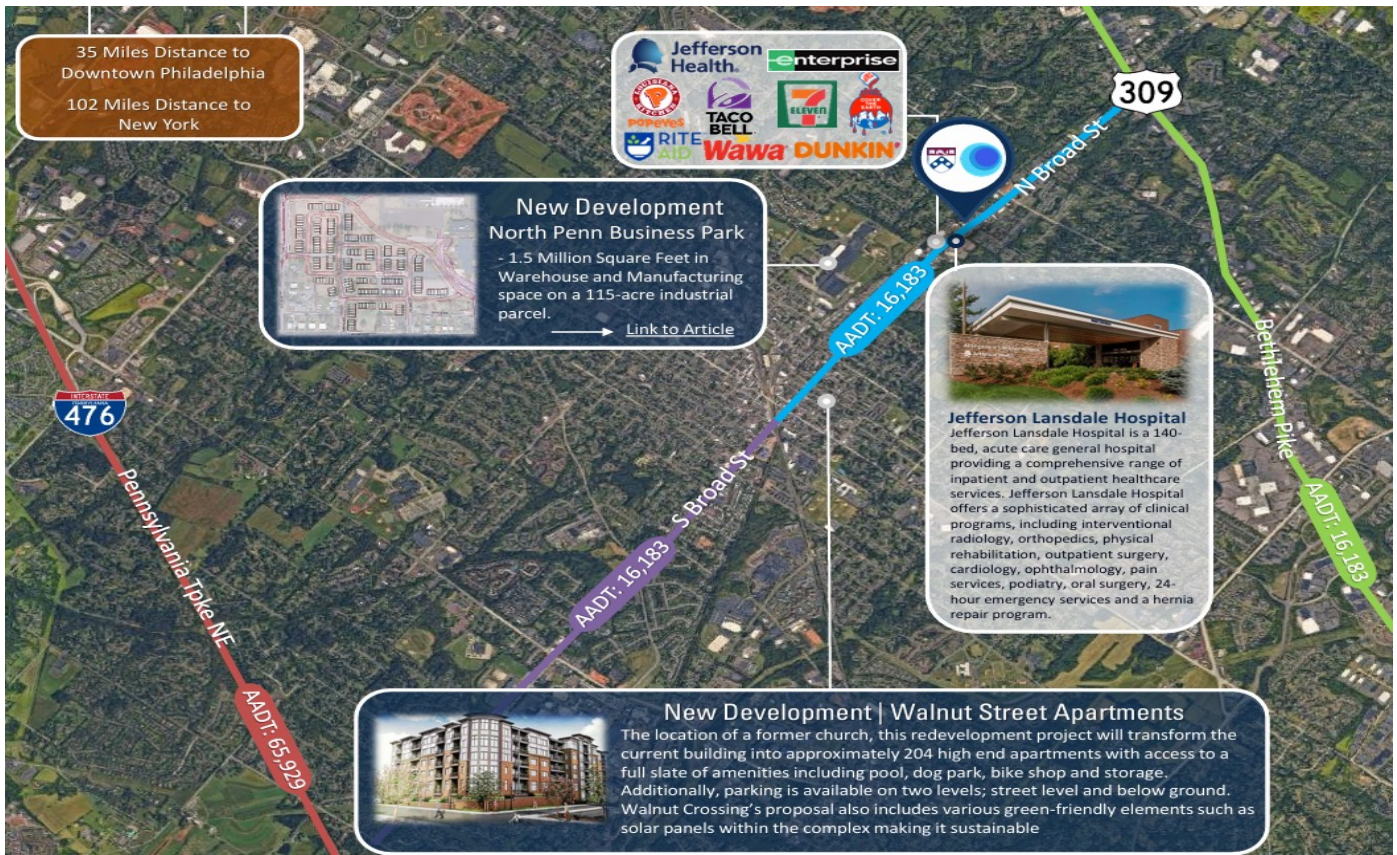 35 Miles Distance to
Downtown Philadelphia
102 Miles Distance to
New York
Jefferson
Health.
enterprise
LOUISIANA
KITCHEN
POPEYES
TACO
BELL
7
ELEVEN
COVER
THE
EARTH
RITE
AID
Wawa
DUNKIN'
309
N Broad St
New Development
North Penn Business Park
- 1.5 Million Square Feet in
Warehouse and Manufacturing
space on a 115-acre industrial
parcel.
Link to Article
AADT: 16,183
INTERSTATE
476
Pennsylvania Tpke NE
AADT: 65,929
S Broad St
AADT: 16,183
Bethlehem Pike
AADT: 16,183
Jefferson Lansdale Hospital
Jefferson Lansdale Hospital is a 140-
bed, acute care general hospital
providing a comprehensive range of
inpatient and outpatient healthcare
services. Jefferson Lansdale Hospital
offers a sophisticated array of clinical
programs, including interventional
radiology, orthopedics, physical
rehabilitation, outpatient surgery,
cardiology, ophthalmology, pain
services, podiatry, oral surgery, 24-
hour emergency services and a hernia
repair program.
New Development | Walnut Street Apartments
The location of a former church, this redevelopment project will transform the
current building into approximately 204 high end apartments with access to a
full slate of amenities including pool, dog park, bike shop and storage.
Additionally, parking is available on two levels; street level and below ground.
Walnut Crossing's proposal also includes various green-friendly elements such as
solar panels within the complex making it sustainable